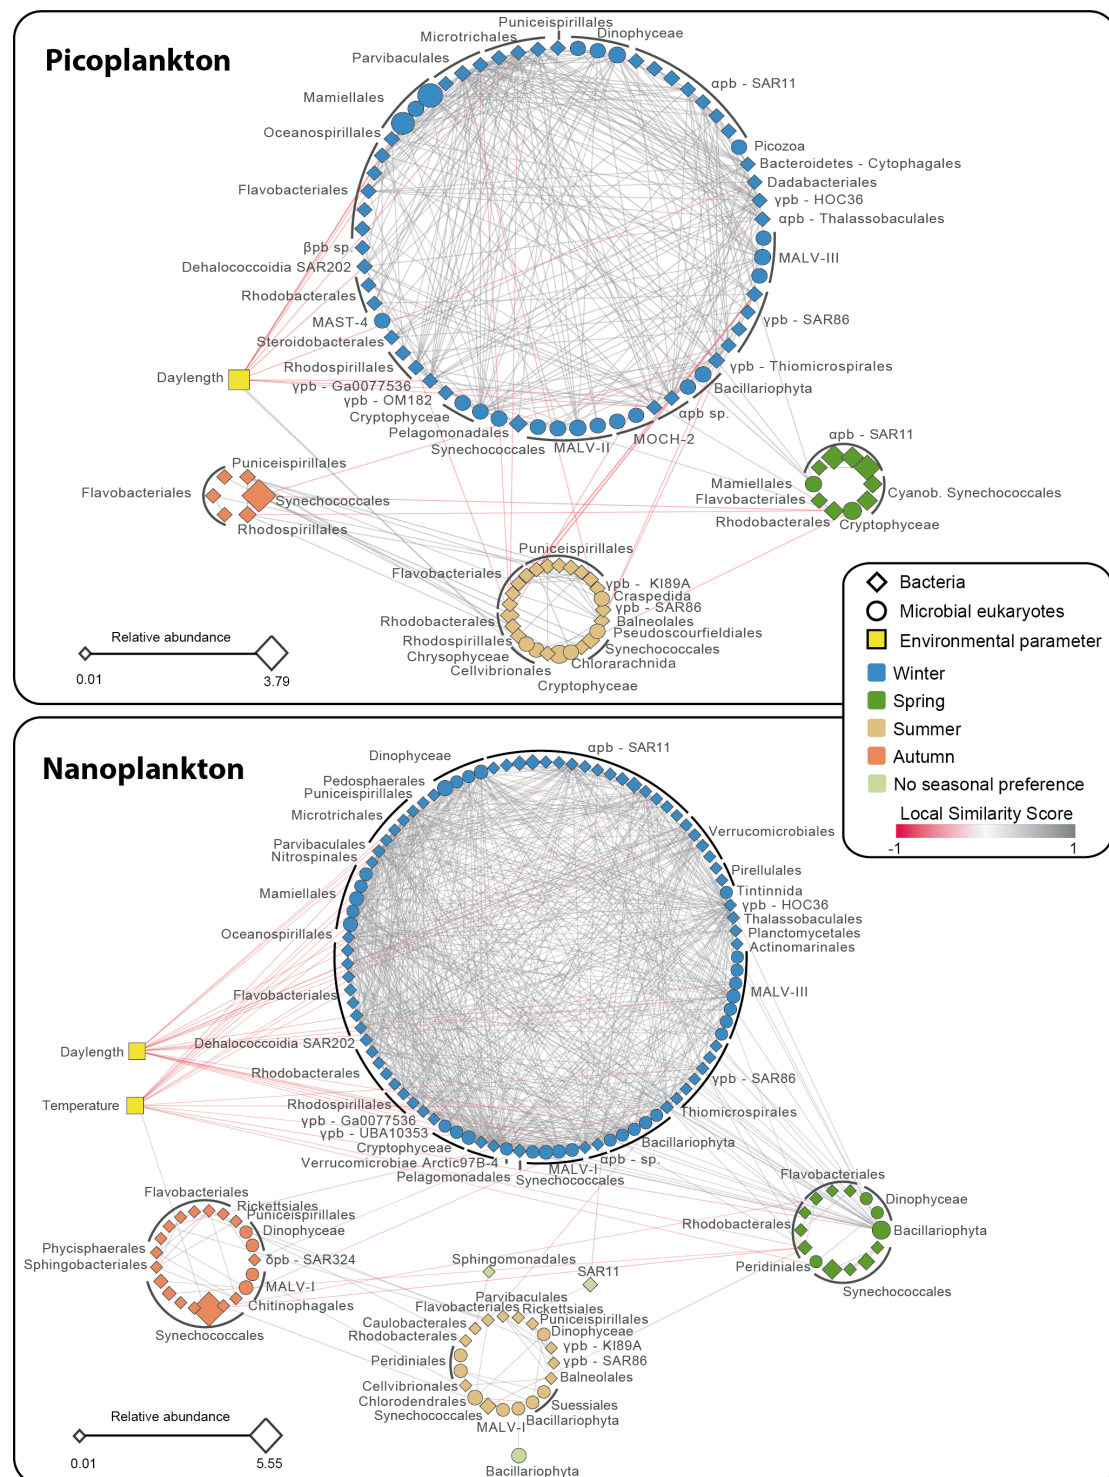 Picoplankton
Puniceispirillales
Dinophyceae
Microtrichales
Parvibaculales
αpb - SAR11
Mamiellales
Oceanospirillales
Picozoa
Bacteroidetes - Cytophagales
Dadabacteriales
Flavobacteriales
γpb - HOC36
αpb - Thalassobaculales
βpb sp.
MALV-III
Dehalococcoidia SAR202
Rhodobacterales
MAST-4
γpb - SAR86
Steroidobacterales
Rhodospirillales
γpb - Thiomicrospirales
Daylength
γpb - Ga0077536
Bacillariophyta
γpb - OM182
Cryptophyceae
αpb sp.
Pelagomonadales
MOCH-2
Synechococcales
MALV-II
αpb - SAR11
Puniceispirillales
Flavobacteriales
Synechococcales
Rhodospirillales
Mamiellales
Cyanob. Synechococcales
Flavobacteriales
Rhodobacterales
Cryptophyceae
Puniceispirillales
Flavobacteriales
γpb - KI89A
Craspedida
γpb - SAR86
Rhodobacterales
Balneolales
Pseudoscourfieldiales
Rhodospirillales
Synechococcales
Chrysophyceae
Chlorarachnida
Cellvibrionales
Cryptophyceae
Relative abundance
0.01
3.79
Bacteria
Microbial eukaryotes
Environmental parameter
Winter
Spring
Summer
Autumn
No seasonal preference
Local Similarity Score
-1
1
Nanoplankton
αpb - SAR11
Dinophyceae
Pedosphaerales
Puniceispirillales
Microtrichales
Verrucomicrobiales
Parvibaculales
Nitrospinales
Pirellulales
Mamiellales
Tintinnida
γpb - HOC36
Thalassobaculales
Oceanospirillales
Planctomycetales
Actinomarinales
Flavobacteriales
MALV-III
Dehalococcoidia SAR202
Daylength
Rhodobacterales
γpb - SAR86
Temperature
Rhodospirillales
Thiomicrospirales
γpb - Ga0077536
γpb - UBA10353
Bacillariophyta
Cryptophyceae
αpb - sp.
Verrucomicrobiae Arctic97B-4
MALV-I
Pelagomonadales
Synechococcales
Flavobacteriales
Rickettsiales
Puniceispirillales
Dinophyceae
Phycisphaerales
Sphingobacteriales
δpb - SAR324
MALV-I
Chitinophagales
Synechococcales
Flavobacteriales
Dinophyceae
Rhodobacterales
Bacillariophyta
Peridiniales
Synechococcales
Sphingomonadales
SAR11
Parvibaculales
Flavobacteriales
Rickettsiales
Caulobacterales
Puniceispirillales
Rhodobacterales
Dinophyceae
γpb - KI89A
Peridiniales
γpb - SAR86
Balneolales
Cellvibrionales
Chlorodendrales
Suessiales
Synechococcales
Bacillariophyta
MALV-I
Bacillariophyta
Relative abundance
0.01
5.55